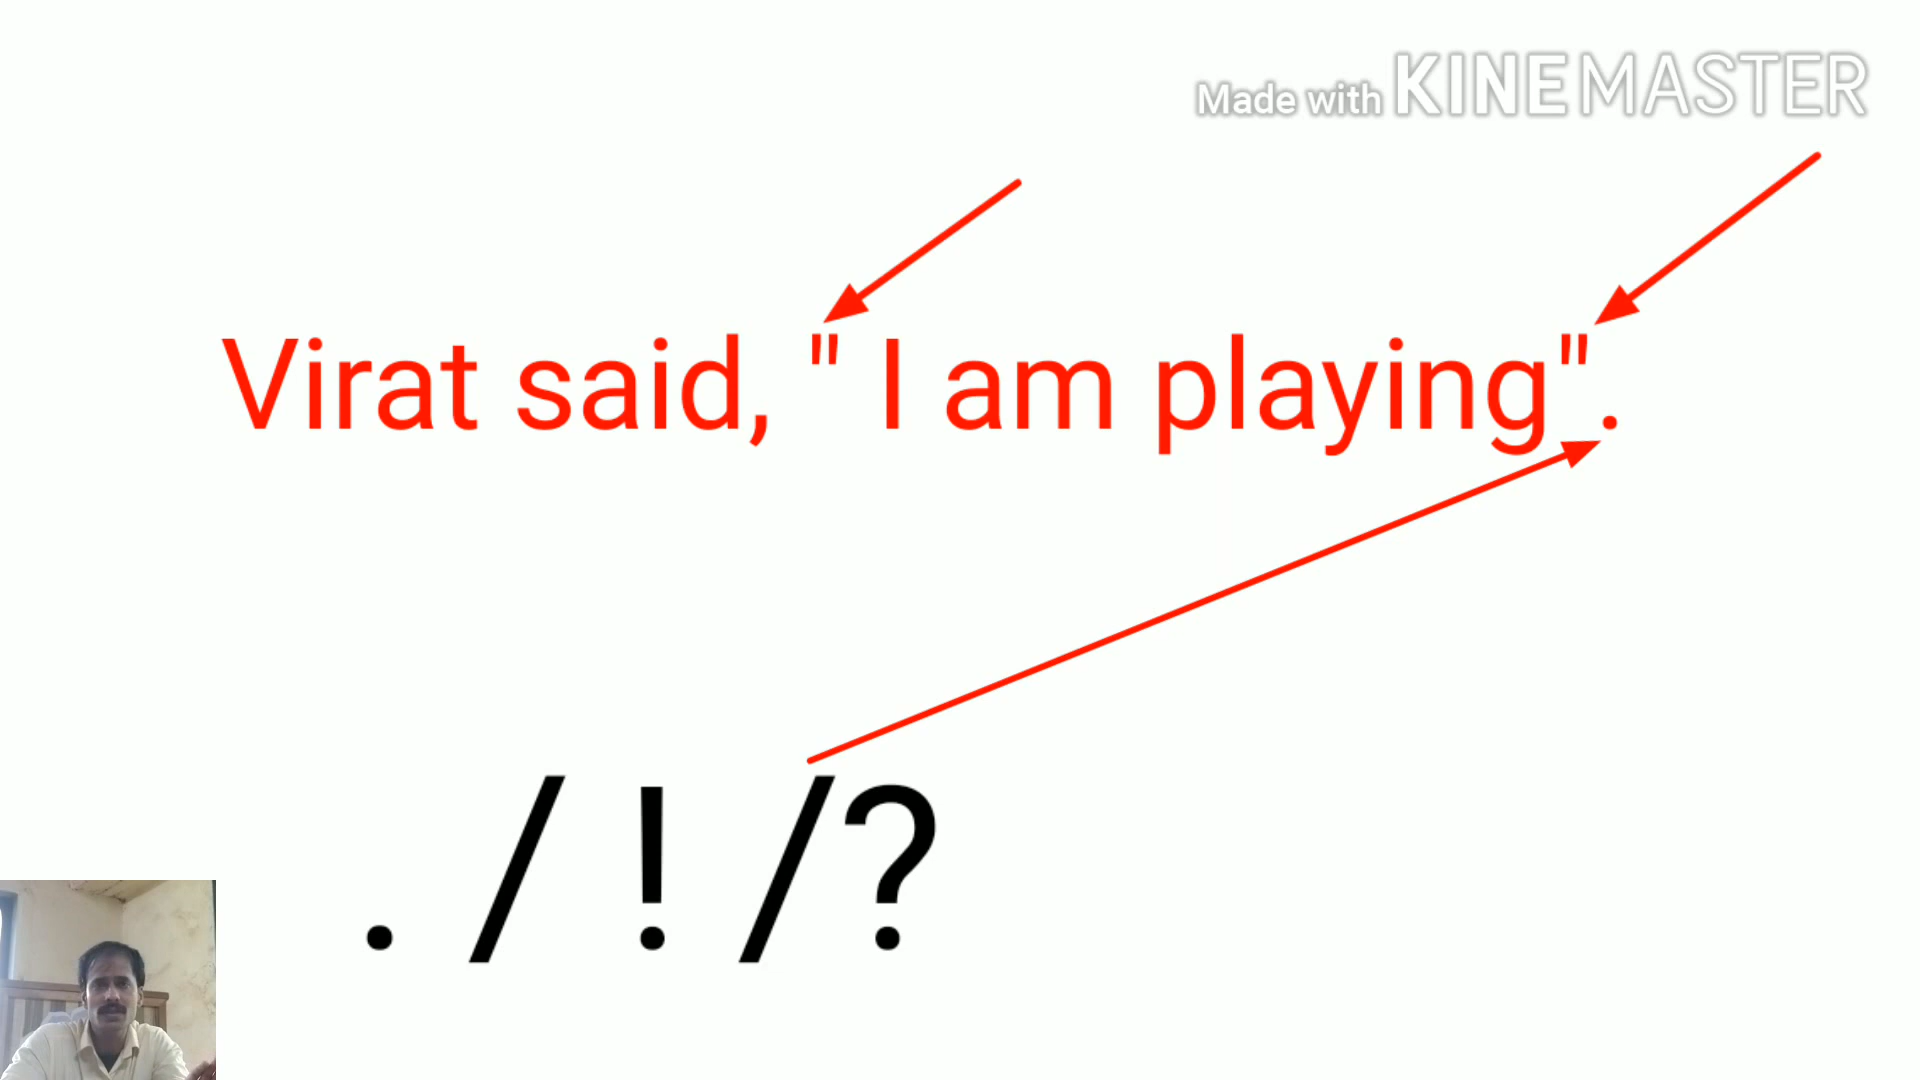 Made with KINEMASTER
Virat said, " I am playing".
. / ! /?